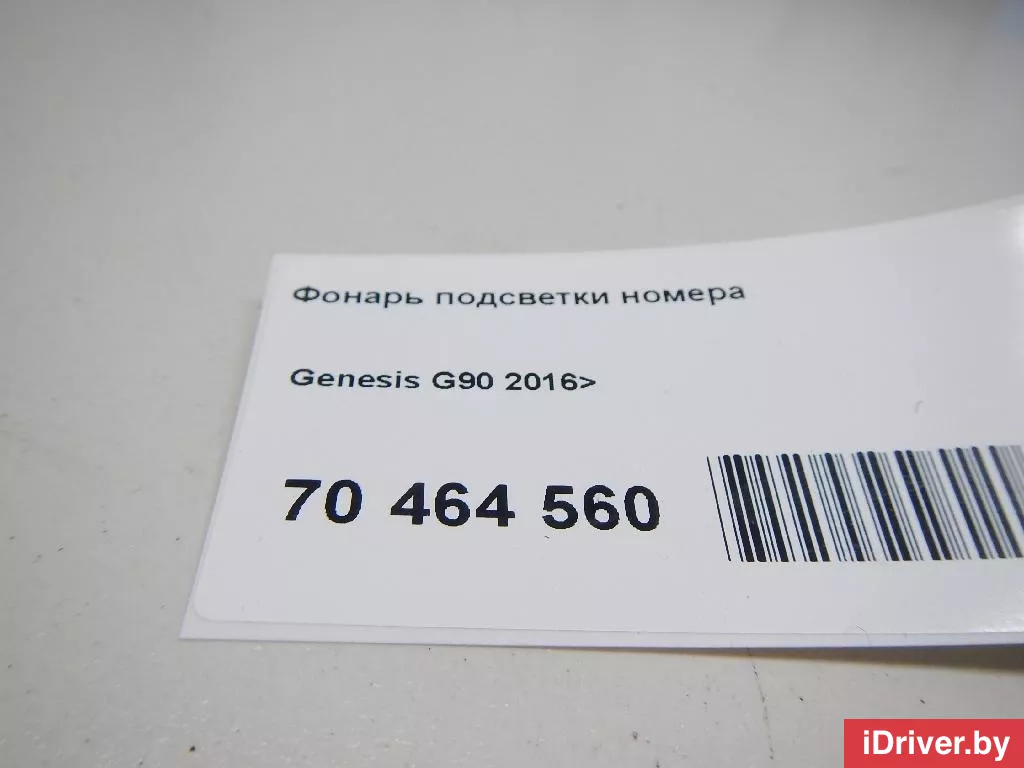 Фонарь подсветки номера
Genesis G90 2016>
70 464 560
iDriver.by